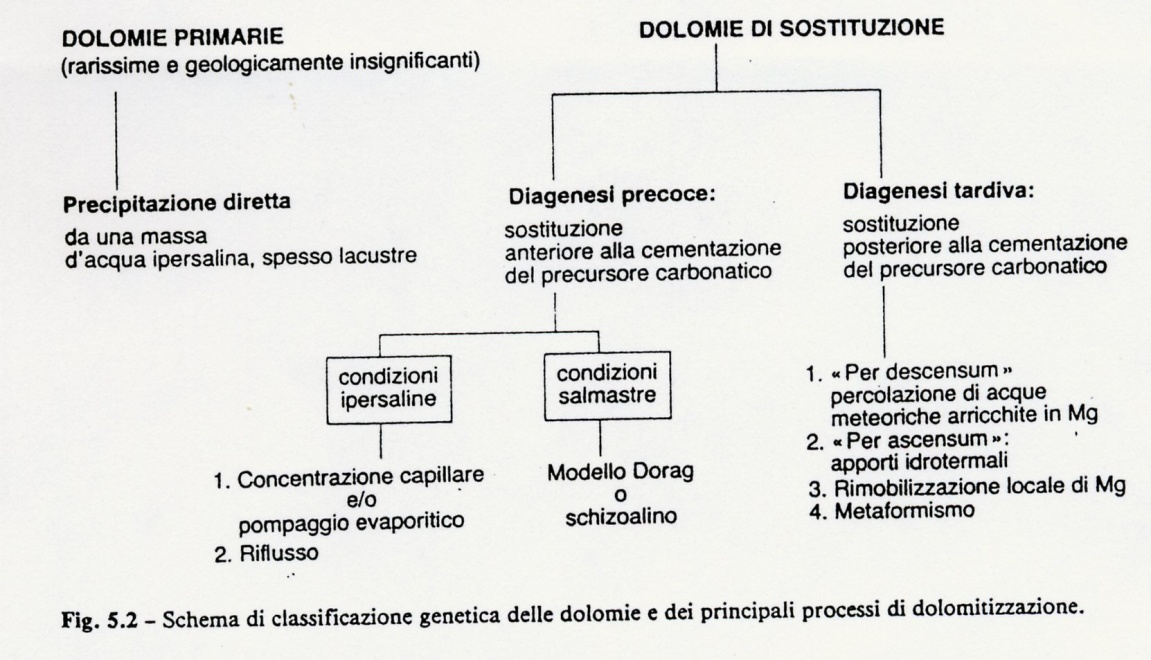 DOLOMIE PRIMARIE
(rarissime e geologicamente insignificanti)
DOLOMIE DI SOSTITUZIONE
Precipitazione diretta
da una massa
d'acqua ipersalina, spesso lacustre
Diagenesi precoce:
sostituzione
anteriore alla cementazione
del precursore carbonatico
Diagenesi tardiva:
sostituzione
posteriore alla cementazione
del precursore carbonatico
condizioni
ipersaline
condizioni
salmastre
1. Concentrazione capillare
e/o
pompaggio evaporitico
2. Riflusso
Modello Dorag
o
schizoalino
1. «Per descensum»
percolazione di acque
meteoriche arricchite in Mg
2. «Per ascensum»:
apporti idrotermali
3. Rimobilizzazione locale di Mg
4. Metaformismo
Fig. 5.2 – Schema di classificazione genetica delle dolomie e dei principali processi di dolomitizzazione.